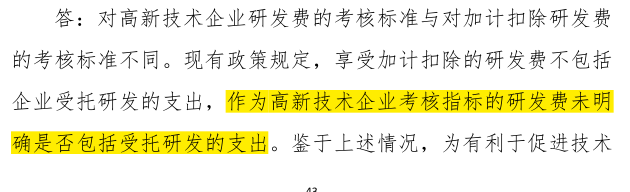 答：对高新技术企业研发费的考核标准与对加计扣除研发费
的考核标准不同。现有政策规定，享受加计扣除的研发费不包括
企业受托研发的支出，作为高新技术企业考核指标的研发费未明
确是否包括受托研发的支出。鉴于上述情况，为有利于促进技术
43